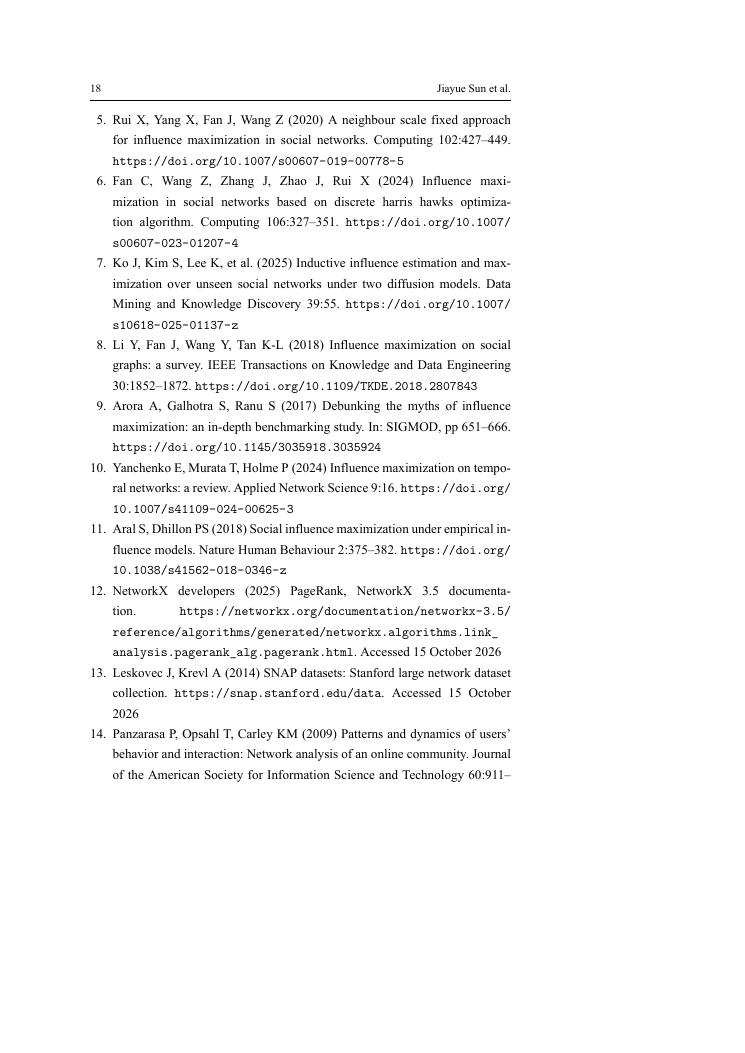 18 Jiayue Sun et al.
5. Rui X, Yang X, Fan J, Wang Z (2020) A neighbour scale fixed approach
for influence maximization in social networks. Computing 102:427–449.
https://doi.org/10.1007/s00607-019-00778-5
6. Fan C, Wang Z, Zhang J, Zhao J, Rui X (2024) Influence maxi-
mization in social networks based on discrete harris hawks optimiza-
tion algorithm. Computing 106:327–351. https://doi.org/10.1007/
s00607-023-01207-4
7. Ko J, Kim S, Lee K, et al. (2025) Inductive influence estimation and max-
imization over unseen social networks under two diffusion models. Data
Mining and Knowledge Discovery 39:55. https://doi.org/10.1007/
s10618-025-01137-z
8. Li Y, Fan J, Wang Y, Tan K-L (2018) Influence maximization on social
graphs: a survey. IEEE Transactions on Knowledge and Data Engineering
30:1852–1872. https://doi.org/10.1109/TKDE.2018.2807843
9. Arora A, Galhotra S, Ranu S (2017) Debunking the myths of influence
maximization: an in-depth benchmarking study. In: SIGMOD, pp 651–666.
https://doi.org/10.1145/3035918.3035924
10. Yanchenko E, Murata T, Holme P (2024) Influence maximization on tempo-
ral networks: a review. Applied Network Science 9:16. https://doi.org/
10.1007/s41109-024-00625-3
11. Aral S, Dhillon PS (2018) Social influence maximization under empirical in-
fluence models. Nature Human Behaviour 2:375–382. https://doi.org/
10.1038/s41562-018-0346-z
12. NetworkX developers (2025) PageRank, NetworkX 3.5 documenta-
tion. https://networkx.org/documentation/networkx-3.5/
reference/algorithms/generated/networkx.algorithms.link_
analysis.pagerank_alg.pagerank.html. Accessed 15 October 2026
13. Leskovec J, Krevl A (2014) SNAP datasets: Stanford large network dataset
collection. https://snap.stanford.edu/data. Accessed 15 October
2026
14. Panzarasa P, Opsahl T, Carley KM (2009) Patterns and dynamics of users'
behavior and interaction: Network analysis of an online community. Journal
of the American Society for Information Science and Technology 60:911–